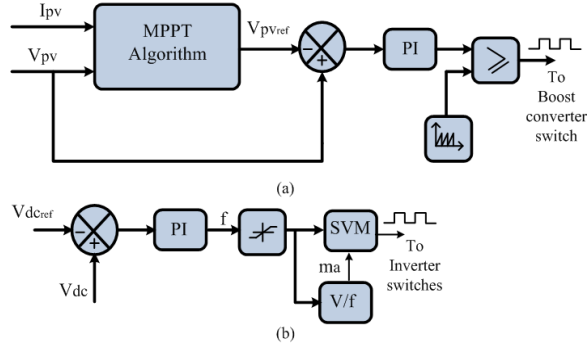 Ipv
Vpv
MPPT
Algorithm
Vpvref
PI
To
Boost
converter
switch
(a)
Vdcref
Vdc
PI
f
SVM
ma
V/f
To
Inverter
switches
(b)